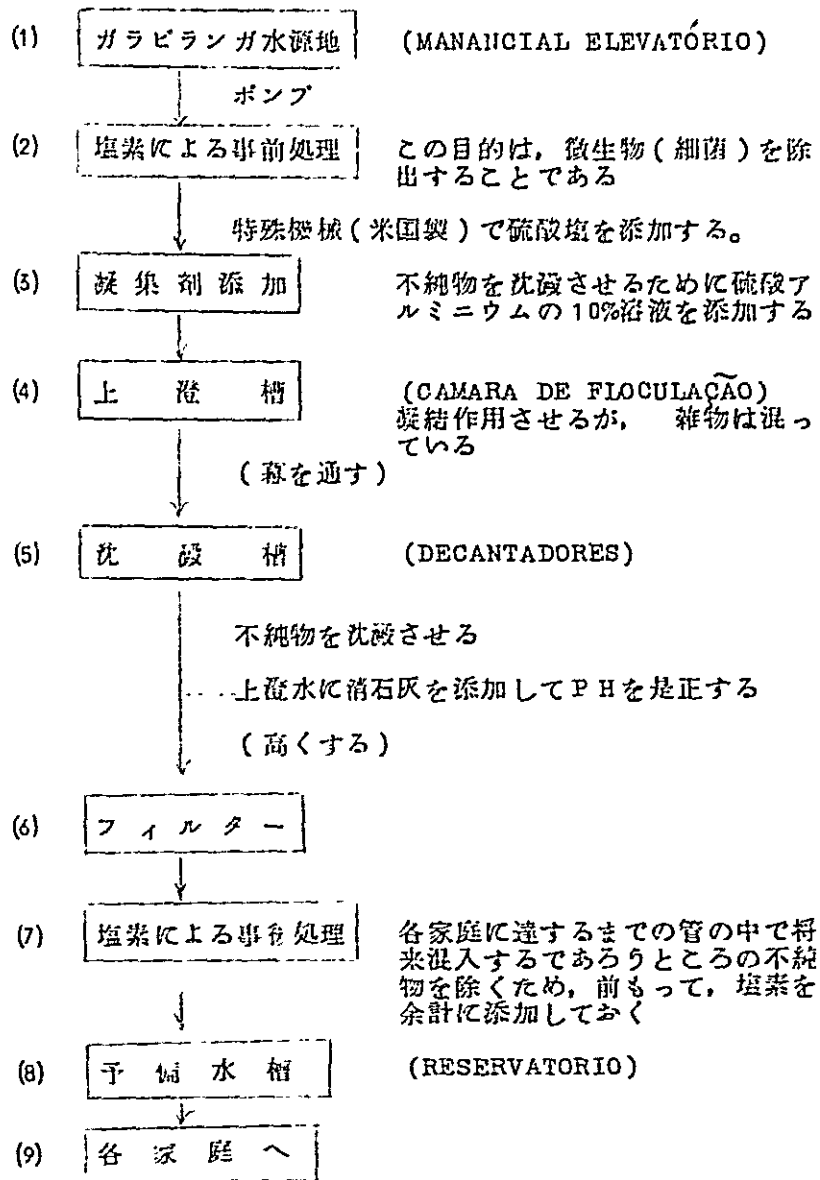 (1) ガラピランガ水源地 (MANANCIAL ELEVATÓRIO)
ポンプ
(2) 塩素による事前処理 この目的は，微生物（細菌）を除
出することである
特殊機械（米国製）で硫酸塩を添加する。
(3) 凝集剤添加 不純物を沈澱させるために硫酸ア
ルミニウムの10%溶液を添加する
(4) 上澄槽 (CAMARA DE FLOCULAÇÃO)
凝結作用させるが， 雑物は混っ
ている
（幕を通す）
(5) 沈澱槽 (DECANTADORES)
不純物を沈澱させる
上澄水に消石灰を添加してPHを是正する
（高くする）
(6) フィルター
(7) 塩素による事後処理 各家庭に達するまでの管の中で将
来混入するであろうところの不純
物を除くため，前もって，塩素を
余計に添加しておく
(8) 予備水槽 (RESERVATORIO)
(9) 各家庭へ